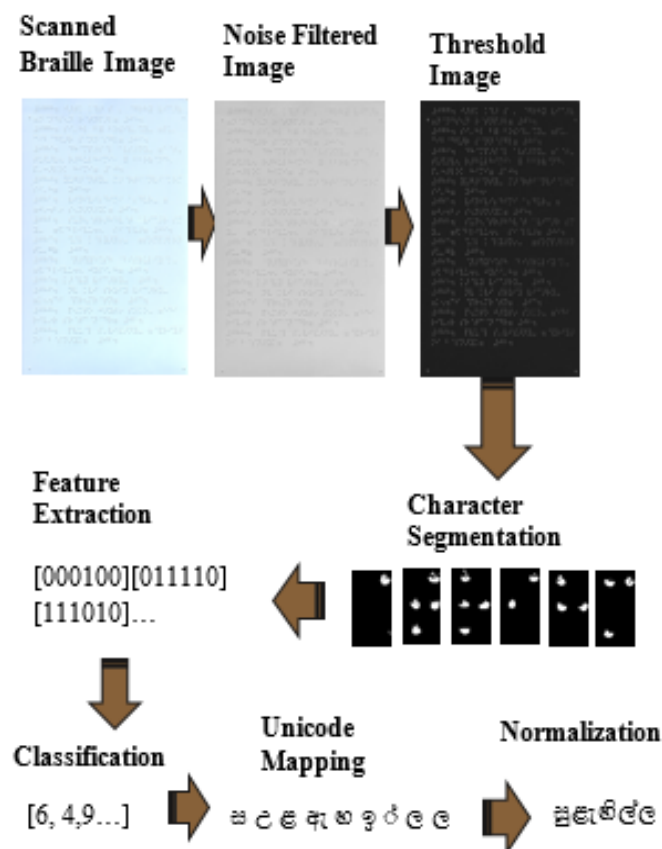 Scanned
Braille Image
Noise Filtered
Image
Threshold
Image
Feature
Extraction
Character
Segmentation
[000100][011110]
[111010]...
Classification
Unicode
Mapping
Normalization
[6, 4,9...]
ස උ ළ ඇ හ ඉ ් ල ල
සුළැඟිල්ල